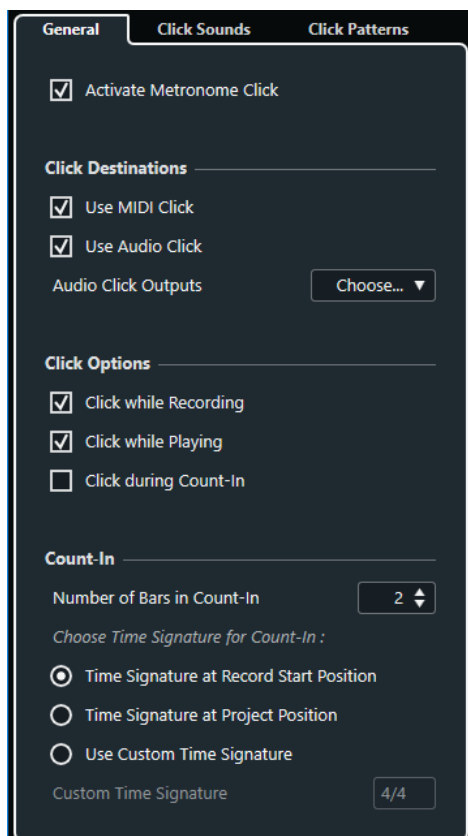 General Click Sounds Click Patterns
Activate Metronome Click
Click Destinations
Use MIDI Click
Use Audio Click
Audio Click Outputs Choose...
Click Options
Click while Recording
Click while Playing
Click during Count-In
Count-In
Number of Bars in Count-In 2
Choose Time Signature for Count-In :
Time Signature at Record Start Position
Time Signature at Project Position
Use Custom Time Signature
Custom Time Signature 4/4